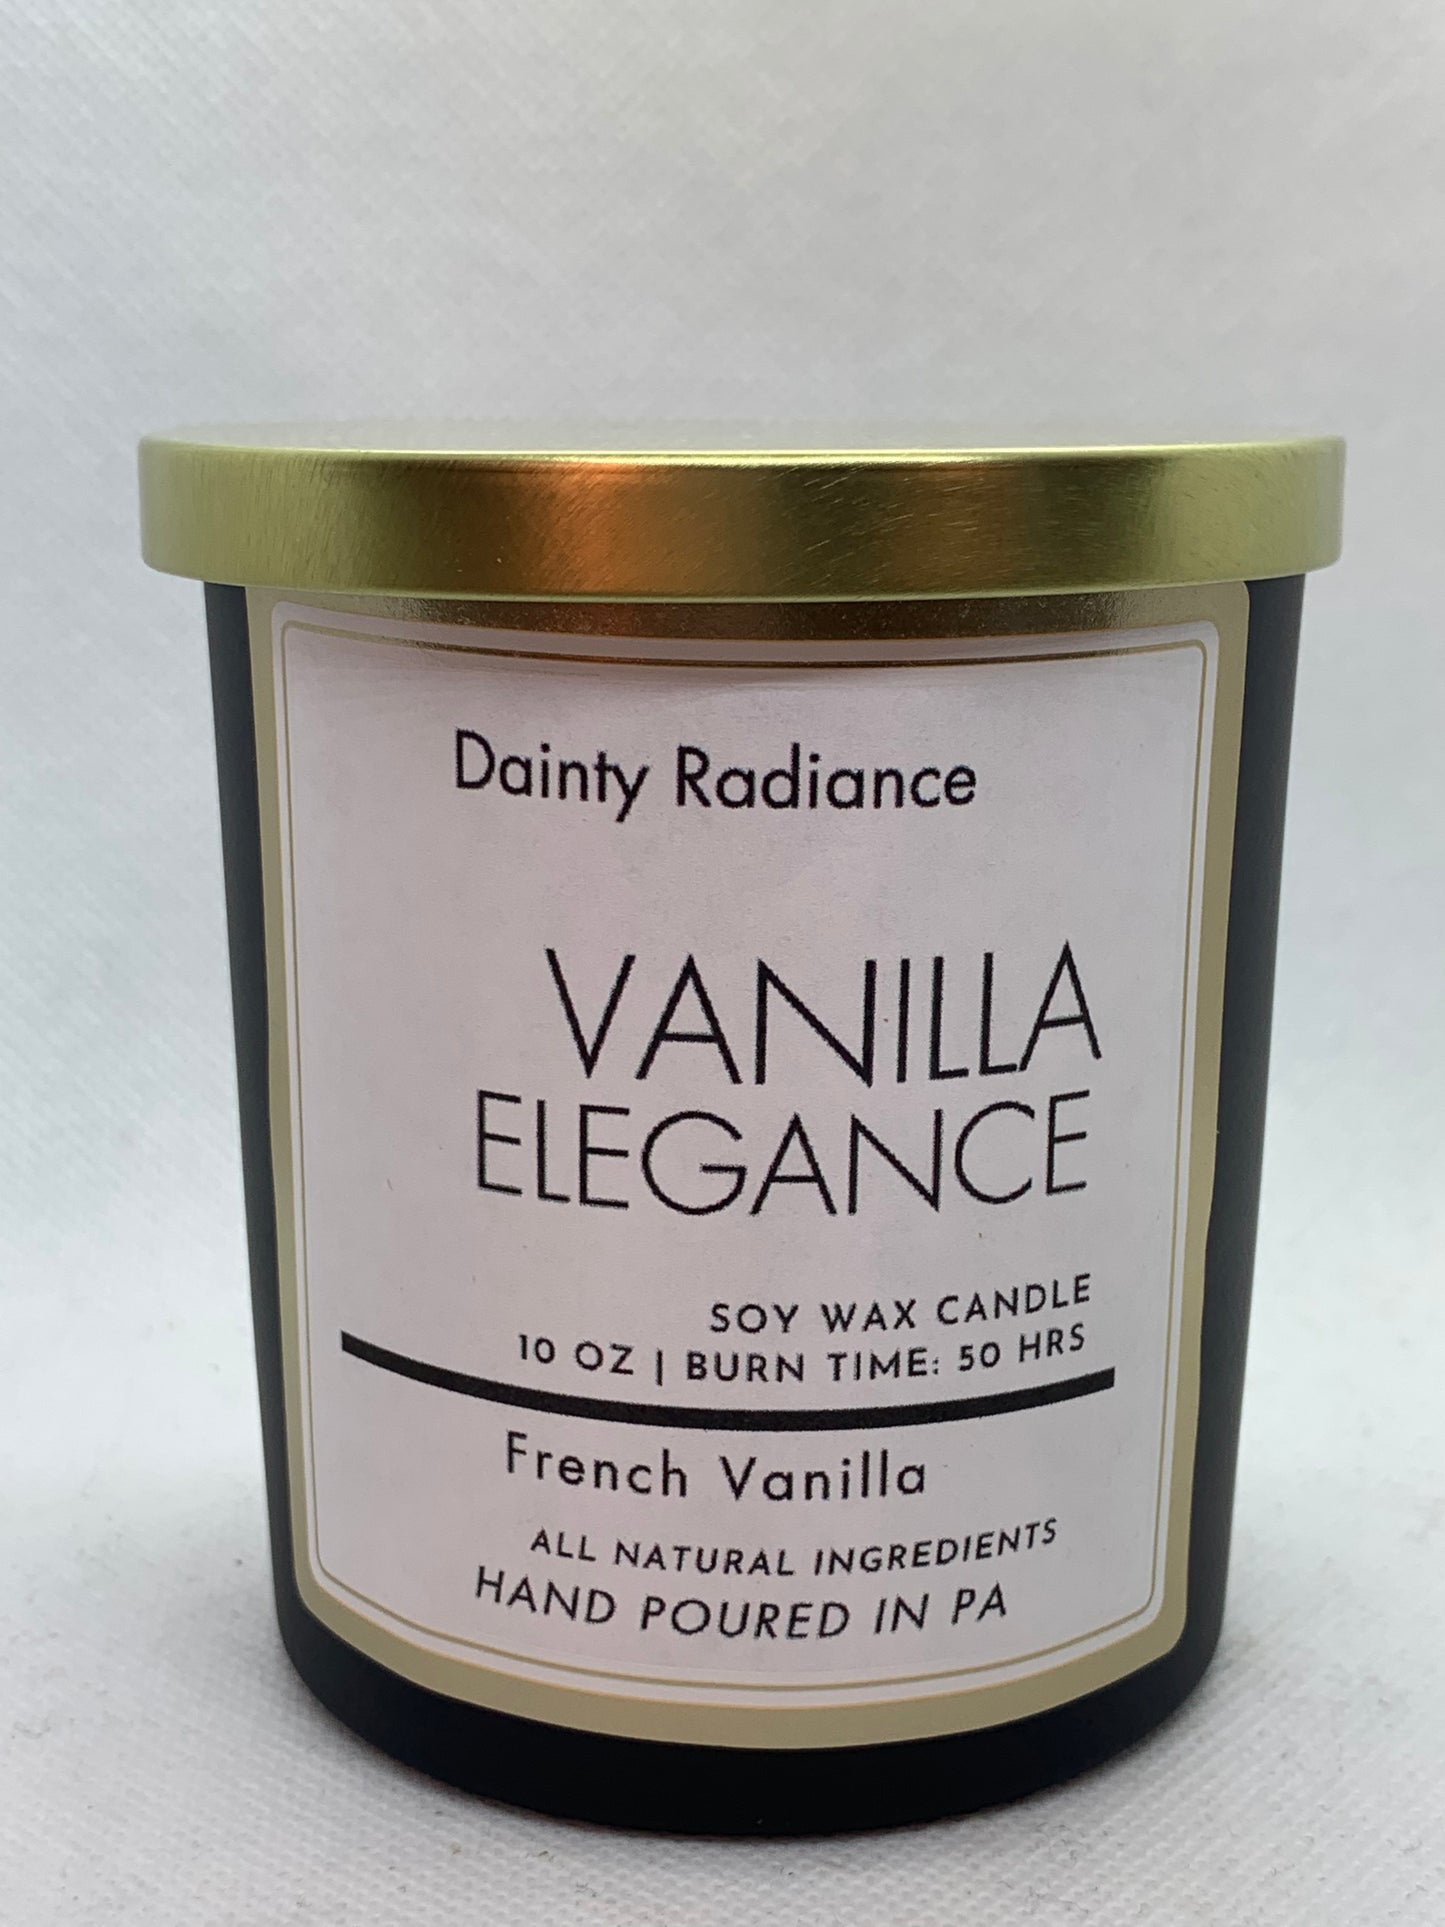 Dainty Radiance
VANILLA
ELEGANCE
SOY WAX CANDLE
10 OZ | BURN TIME: 50 HRS
French Vanilla
ALL NATURAL INGREDIENTS
HAND POURED IN PA